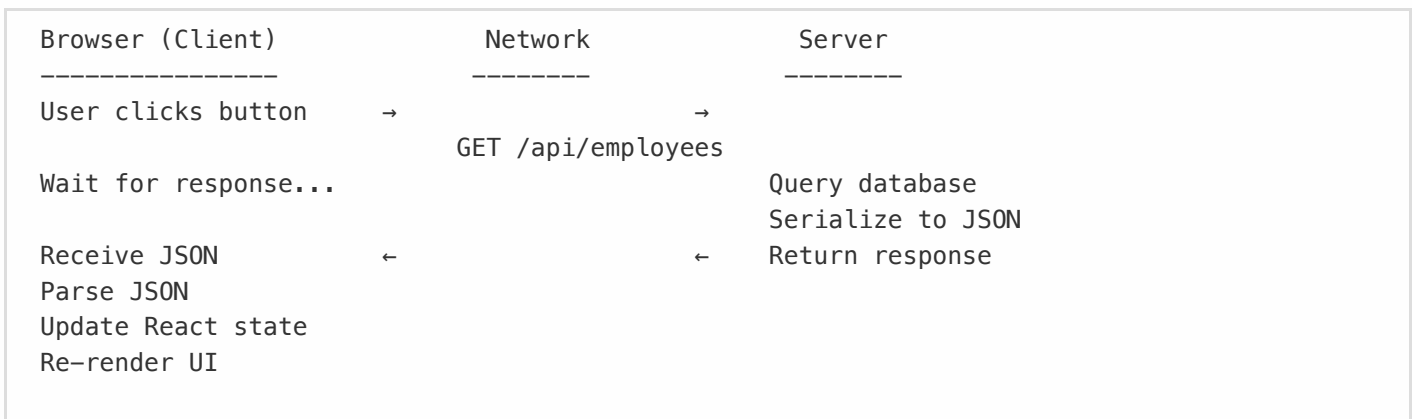 Browser (Client)              Network              Server
----------------             --------             --------
User clicks button     →                    →
                            GET /api/employees
Wait for response...                             Query database
                                                 Serialize to JSON
Receive JSON           ←                    ←    Return response
Parse JSON
Update React state
Re-render UI